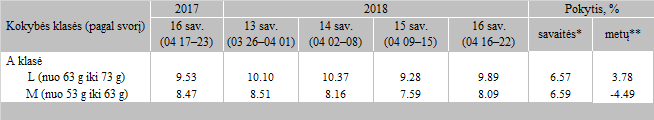 Kokybės klasės (pagal svorį) 2017 2018 Pokytis, %
16 sav. (04 17–23) 13 sav. (03 26–04 01) 14 sav. (04 02–08) 15 sav. (04 09–15) 16 sav. (04 16–22) savaitės* metų**
A klasė
L (nuo 63 g iki 73 g) 9.53 10.10 10.37 9.28 9.89 6.57 3.78
M (nuo 53 g iki 63 g) 8.47 8.51 8.16 7.59 8.09 6.59 -4.49